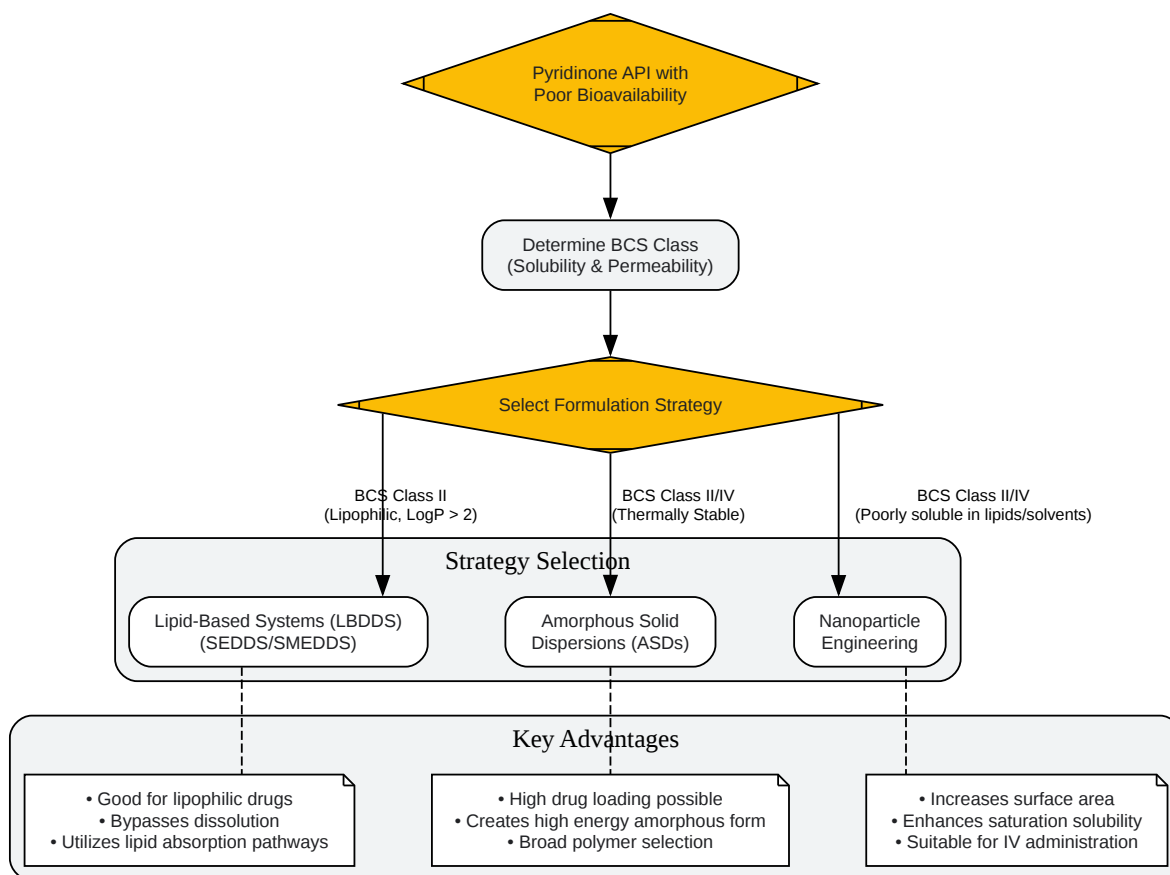 Pyridinone API with
Poor Bioavailability
Determine BCS Class
(Solubility & Permeability)
Select Formulation Strategy
BCS Class II
(Lipophilic, LogP > 2)
BCS Class II/IV
(Thermally Stable)
BCS Class II/IV
(Poorly soluble in lipids/solvents)
Strategy Selection
Lipid-Based Systems (LBDDS)
(SEDDS/SMEDDS)
Amorphous Solid
Dispersions (ASDs)
Nanoparticle
Engineering
Key Advantages
• Good for lipophilic drugs
• Bypasses dissolution
• Utilizes lipid absorption pathways
• High drug loading possible
• Creates high energy amorphous form
• Broad polymer selection
• Increases surface area
• Enhances saturation solubility
• Suitable for IV administration